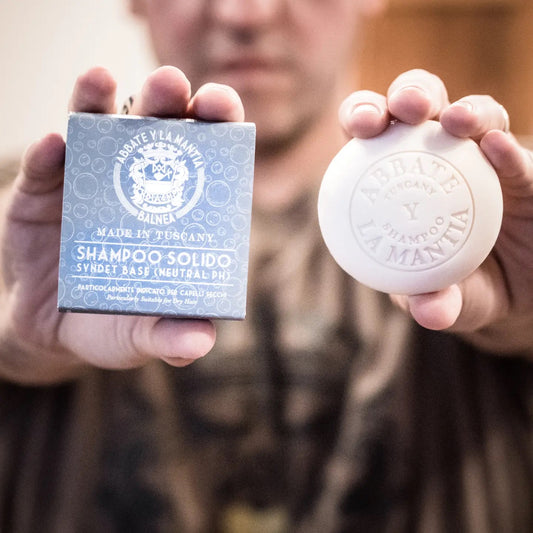 ABBATE Y LA MANTIA
BALNEA
MADE IN TUSCANY
SHAMPOO SOLIDO
SYNDET BASE (NEUTRAL PH)
PARTICOLARMENTE INDICATO PER CAPELLI SECCHI
Particularly Suitable for Dry Hair
ABBATE
TUSCANY
Y
SHAMPOO
LA MANTIA